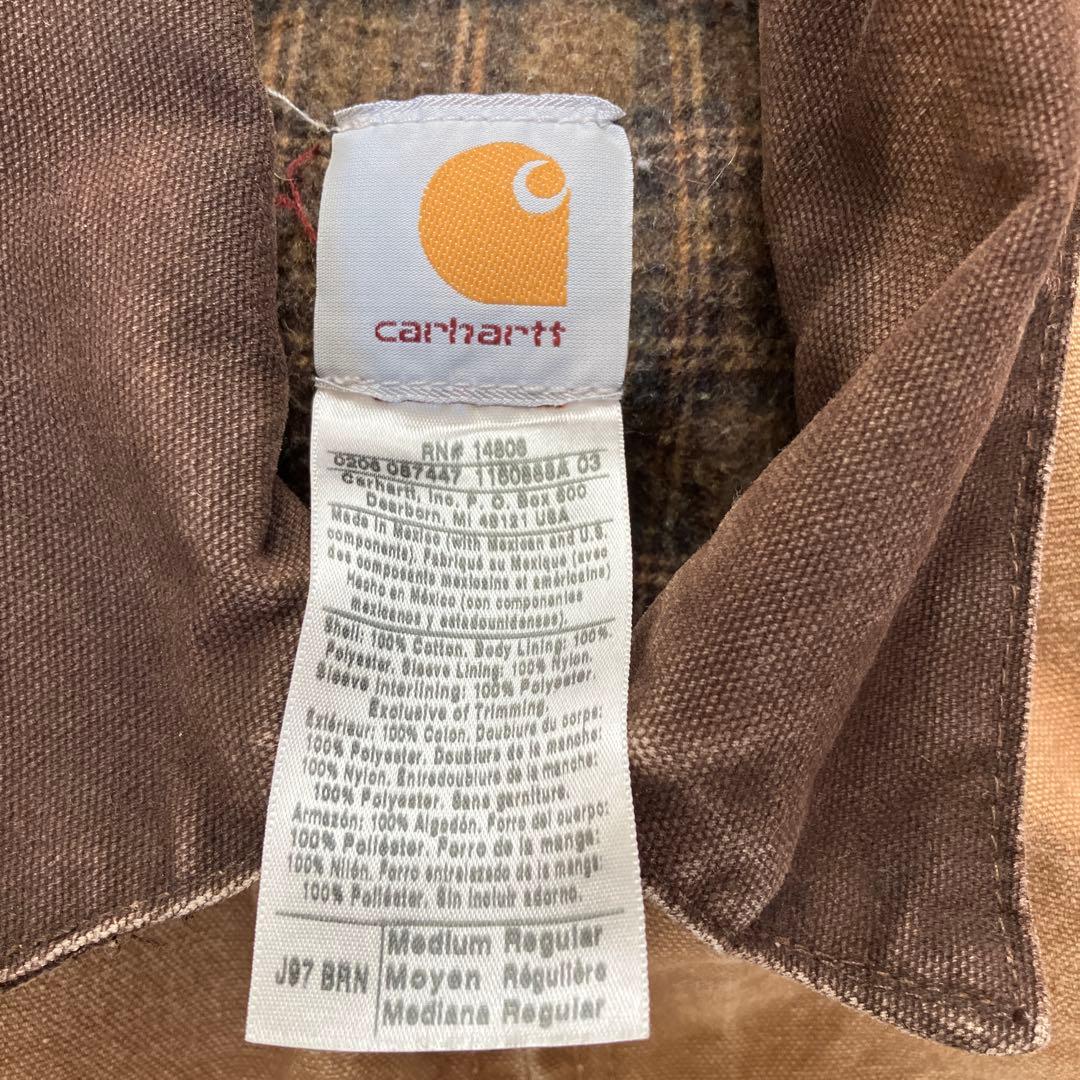 carhartt
RN# 14806
0206 087447 1160868A 03
Carhartt, Inc. P. O. Box 600
Dearborn, MI 48121 USA
Made in Mexico (with Mexican and U.S.
components). Fabriqué au Mexique (avec
des composants mexicains et américains)
Hecho en México (con componentes
mexicanos y estadounidenses).
Shell: 100% Cotton, Body Lining: 100%
Polyester, Sleeve Lining: 100% Nylon.
Sleeve Interlining: 100% Polyester.
Exclusive of Trimming
Extérieur: 100% Coton. Doublure du corps:
100% Polyester. Doublure de la manche:
100% Nylon. Entredoublure de la manche:
100% Polyester. Sans garniture
Armazón: 100% Algodón. Forro del cuerpo:
100% Poliéster. Forro de la manga:
100% Nilón. Forro entrelazado de la manga:
100% Poliéster. Sin incluir adorno.
J97 BRN
Medium Regular
Moyen Régulière
Mediana Regular